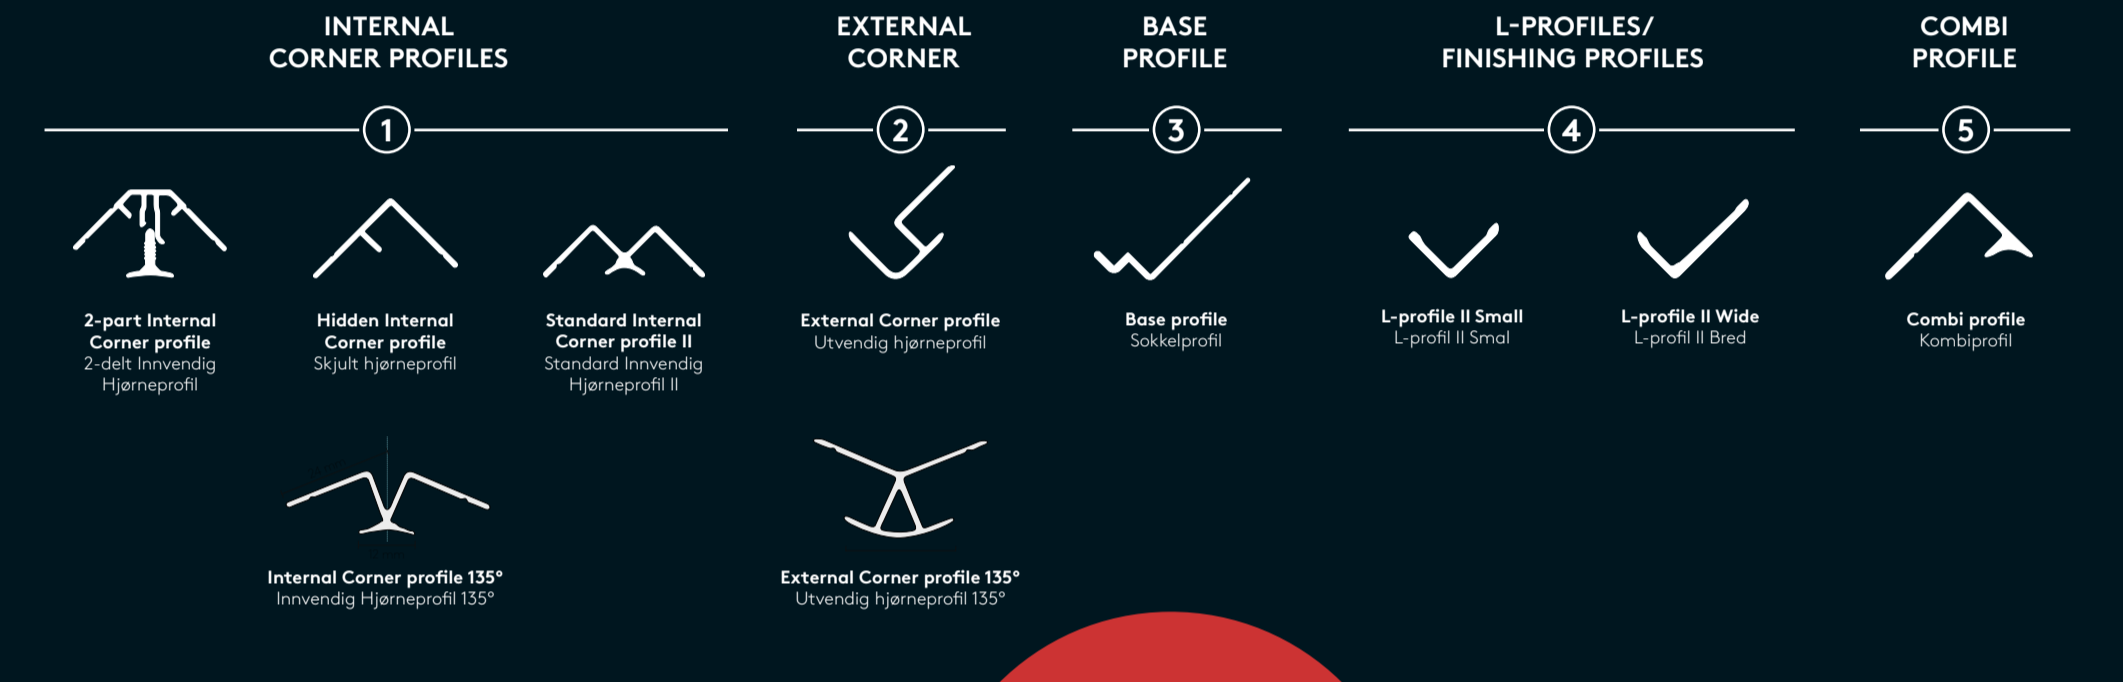 INTERNAL
CORNER PROFILES
1
2-part Internal
Corner profile
2-delt Innvendig
Hjørneprofil
Hidden Internal
Corner profile
Skjult hjørneprofil
Standard Internal
Corner profile II
Standard Innvendig
Hjørneprofil II
Internal Corner profile 135°
Innvendig Hjørneprofil 135°
EXTERNAL
CORNER
2
External Corner profile
Utvendig hjørneprofil
External Corner profile 135°
Utvendig hjørneprofil 135°
BASE
PROFILE
3
Base profile
Sokkelprofil
L-PROFILES/
FINISHING PROFILES
4
L-profile II Small
L-profil II Smal
L-profile II Wide
L-profil II Bred
COMBI
PROFILE
5
Combi profile
Kombiprofil